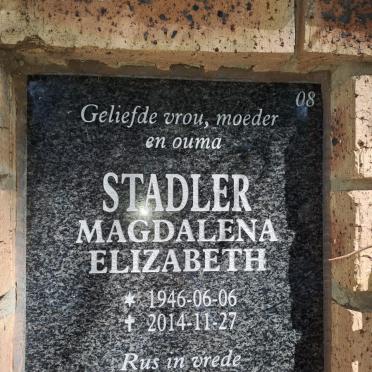 08
Geliefde vrou, moeder
en ouma
STADLER
MAGDALENA
ELIZABETH
* 1946-06-06
✝ 2014-11-27
Rus in vrede